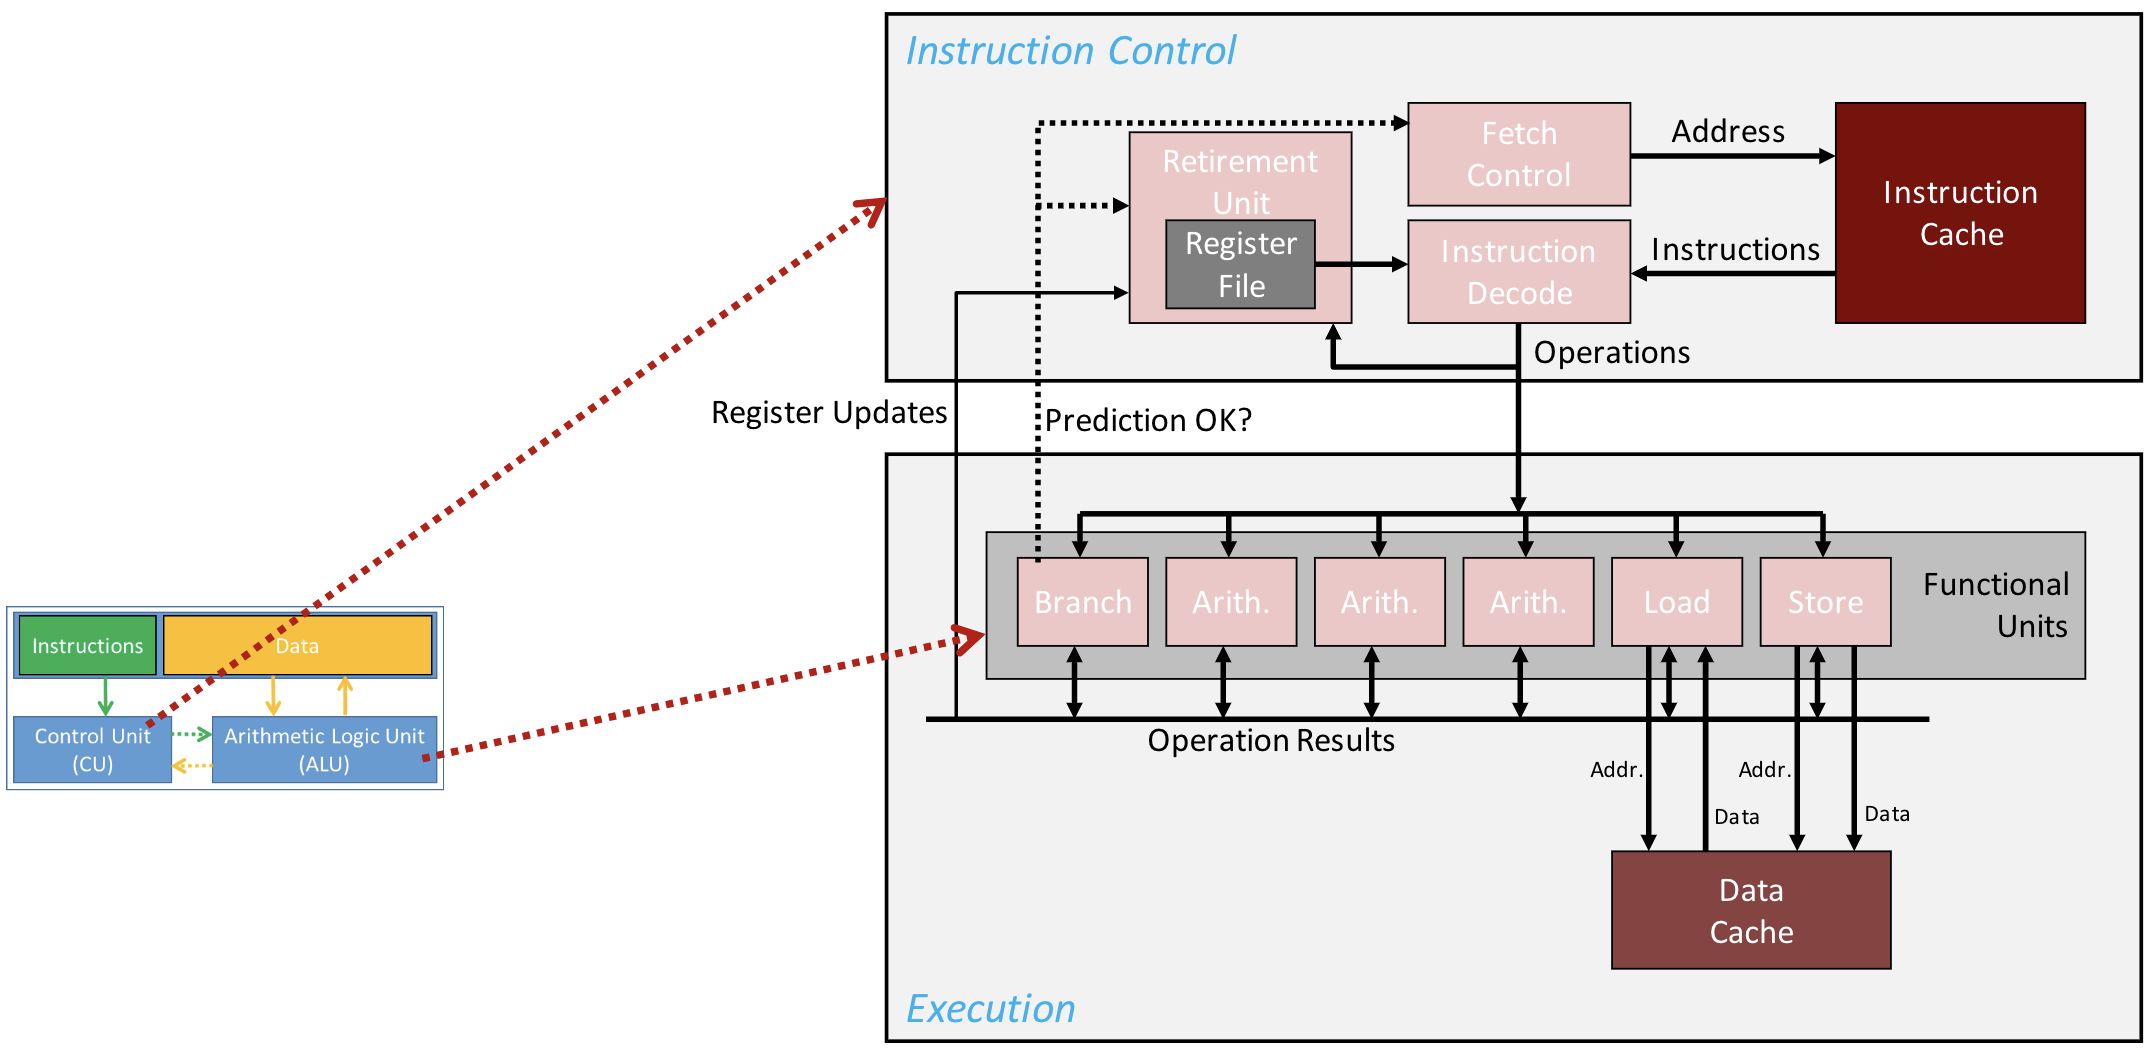 Instruction Control
Fetch
Control
Address
Instruction
Cache
Retirement
Unit
Register
File
Instruction
Decode
Instructions
Operations
Register Updates
Prediction OK?
Branch
Arith.
Arith.
Arith.
Load
Store
Functional
Units
Operation Results
Addr.
Addr.
Data
Data
Data
Cache
Execution
Instructions
Data
Control Unit
(CU)
Arithmetic Logic Unit
(ALU)